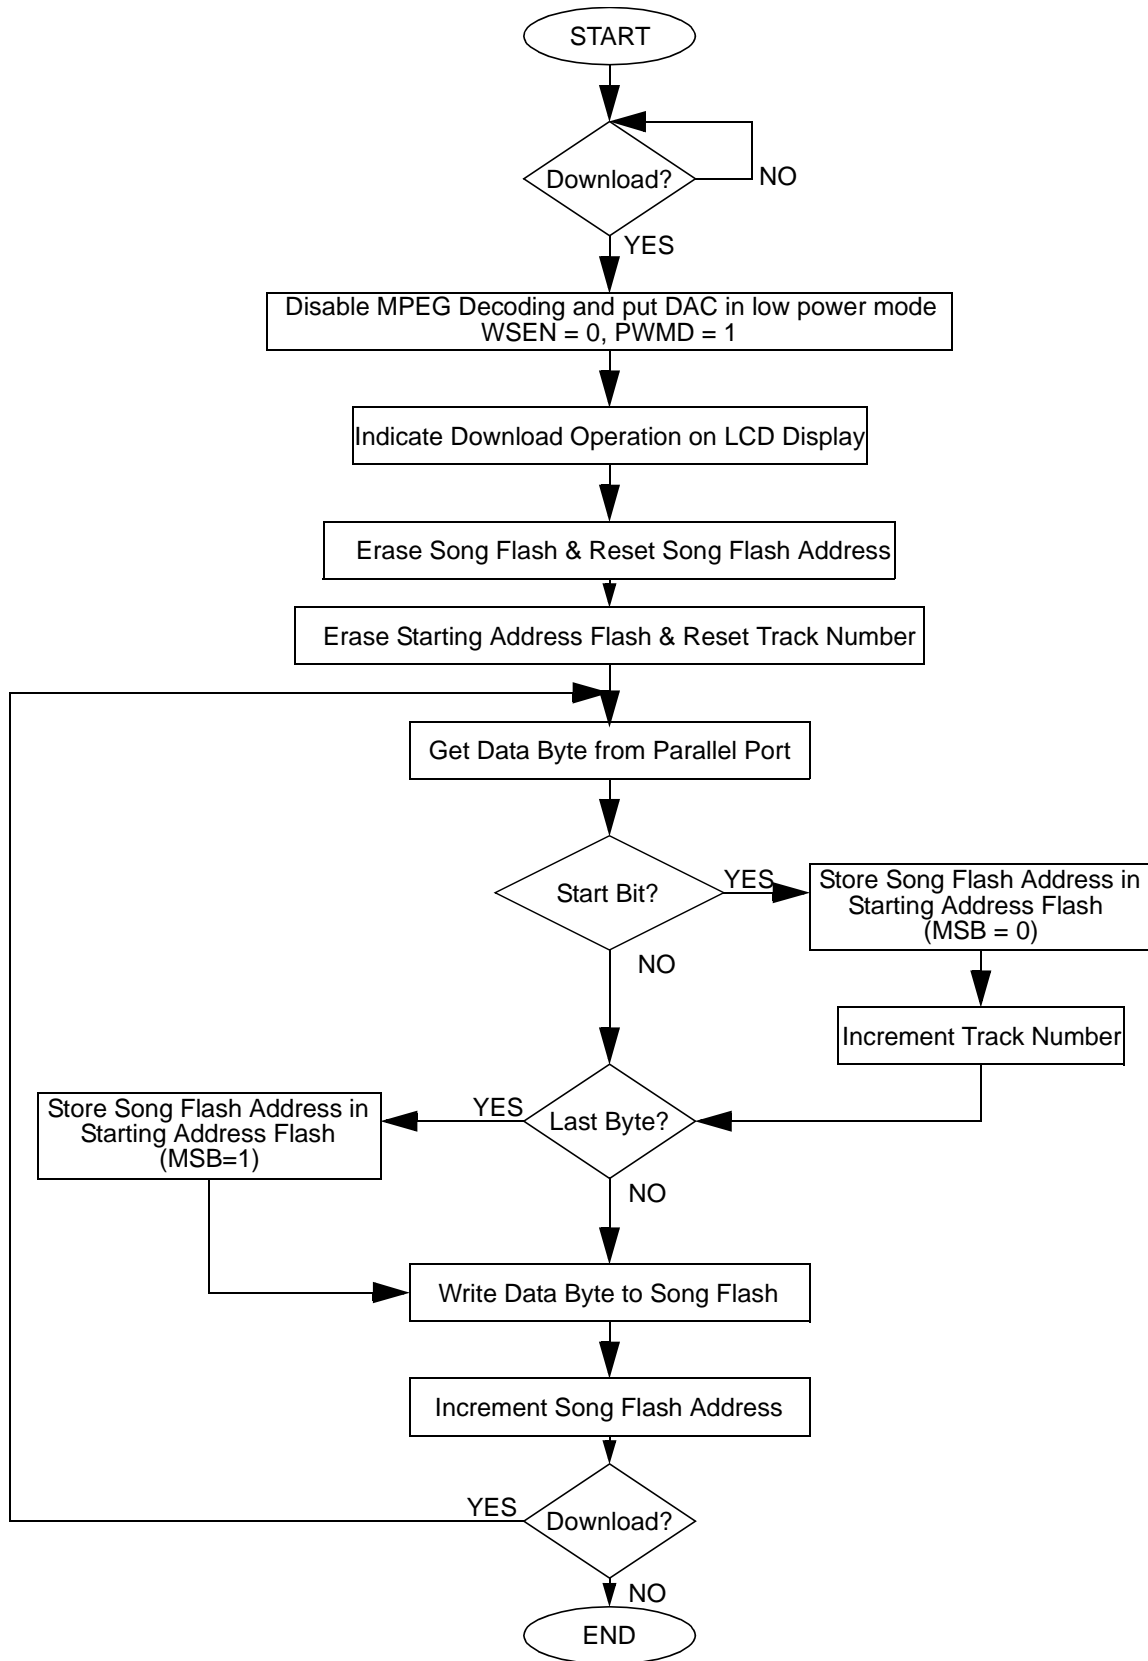 START
Download?
NO
YES
Disable MPEG Decoding and put DAC in low power mode
WSEN = 0, PWMD = 1
Indicate Download Operation on LCD Display
Erase Song Flash & Reset Song Flash Address
Erase Starting Address Flash & Reset Track Number
Get Data Byte from Parallel Port
Start Bit?
YES
Store Song Flash Address in
Starting Address Flash
(MSB = 0)
NO
Increment Track Number
Last Byte?
YES
Store Song Flash Address in
Starting Address Flash
(MSB=1)
NO
Write Data Byte to Song Flash
Increment Song Flash Address
YES
Download?
NO
END